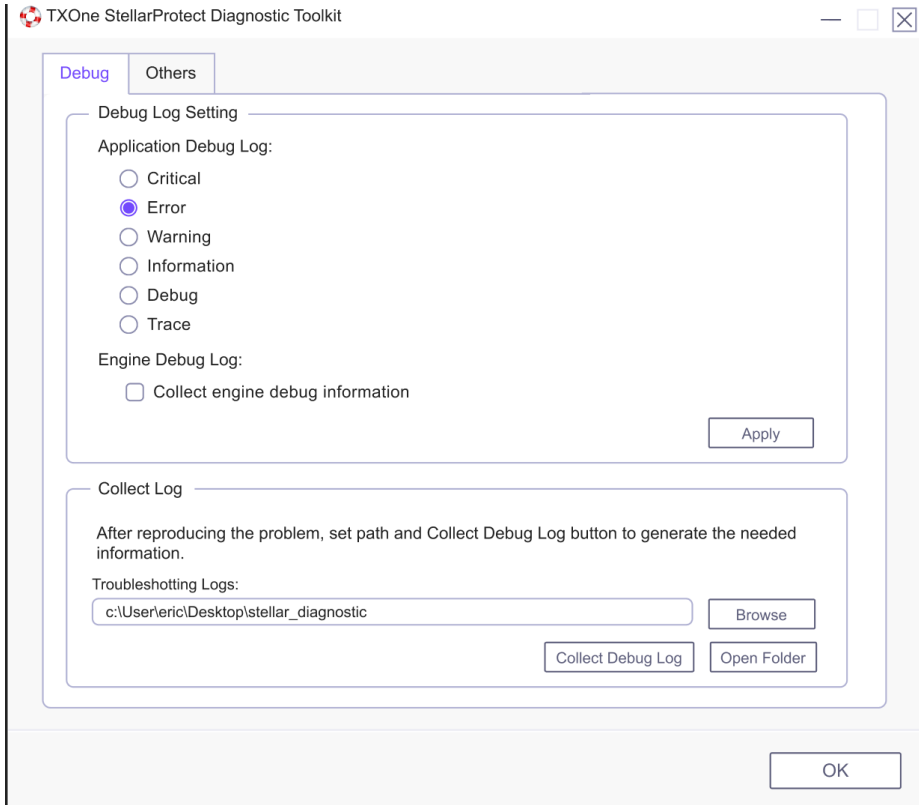 TXOne StellarProtect Diagnostic Toolkit
Debug
Others
Debug Log Setting
Application Debug Log:
Critical
Error
Warning
Information
Debug
Trace
Engine Debug Log:
Collect engine debug information
Apply
Collect Log
After reproducing the problem, set path and Collect Debug Log button to generate the needed
information.
Troubleshotting Logs:
c:\User\eric\Desktop\stellar_diagnostic
Browse
Collect Debug Log
Open Folder
OK